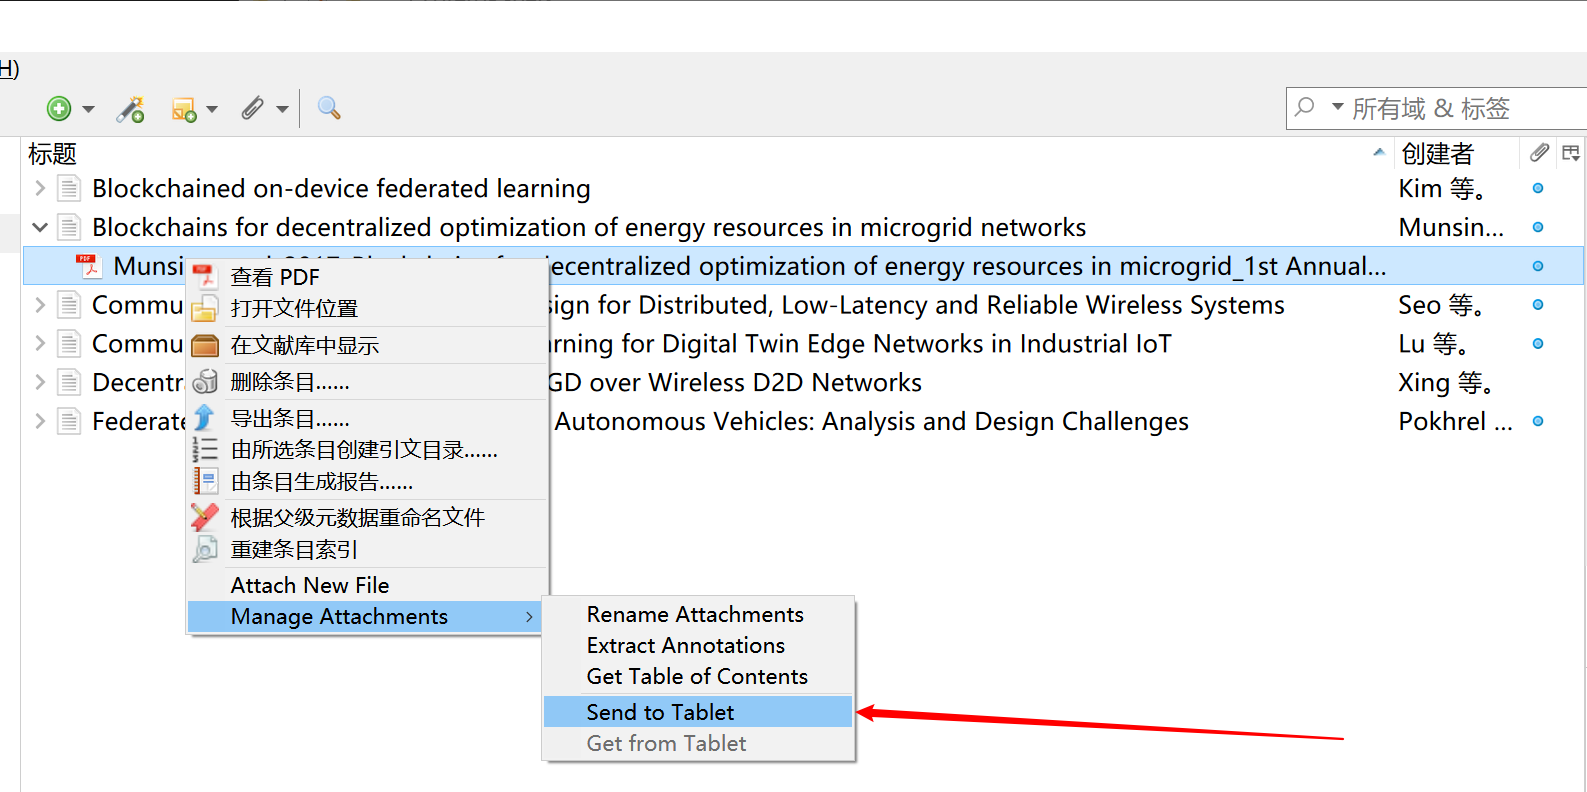 H)
所有域 & 标签
标题 创建者
Blockchained on-device federated learning Kim 等。
Blockchains for decentralized optimization of energy resources in microgrid networks Munsin...
Munsi decentralized optimization of energy resources in microgrid_1st Annual...
Commu sign for Distributed, Low-Latency and Reliable Wireless Systems Seo 等。
Commu rning for Digital Twin Edge Networks in Industrial IoT Lu 等。
Decentr GD over Wireless D2D Networks Xing 等。
Federate Autonomous Vehicles: Analysis and Design Challenges Pokhrel ...
查看 PDF
打开文件位置
在文献库中显示
删除条目......
导出条目......
由所选条目创建引文目录......
由条目生成报告......
根据父级元数据重命名文件
重建条目索引
Attach New File
Manage Attachments
Rename Attachments
Extract Annotations
Get Table of Contents
Send to Tablet
Get from Tablet